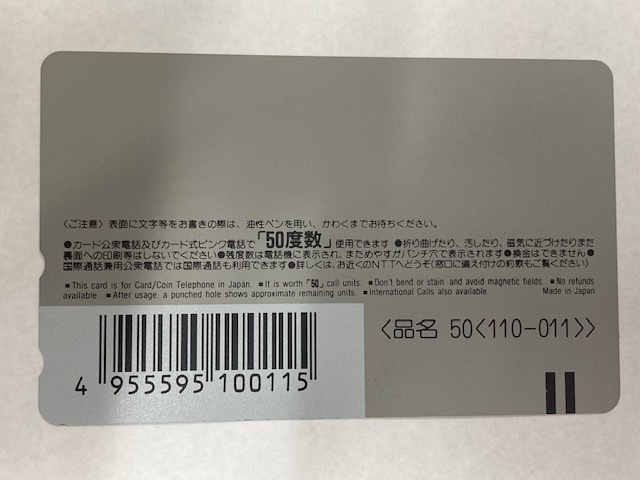 〈ご注意〉表面に文字等をお書きの際は、油性ペンを用い、かわくまでお待ちください。
●カード公衆電話及びカード式ピンク電話で「50度数」使用できます ●折り曲げたり、汚したり、磁気に近づけたりまた
裏面への印刷等はしないでください ●残度数は電話機に表示され、まためやすがパンチ穴で表示されます ●換金はできません ●
国際通話兼用公衆電話では国際通話も利用できます ●詳しくは、お近くのNTTへどうぞ(窓口に備え付けの約款もご覧ください)
■ This card is for Card/Coin Telephone in Japan. ■ It is worth「50」call units. ■ Don't bend or stain and avoid magnetic fields. ■ No refunds
available. ■ After usage, a punched hole shows approximate remaining units. ■ International Calls also available. Made in Japan
〈品名 50〈110-011〉〉
4 955595 100115